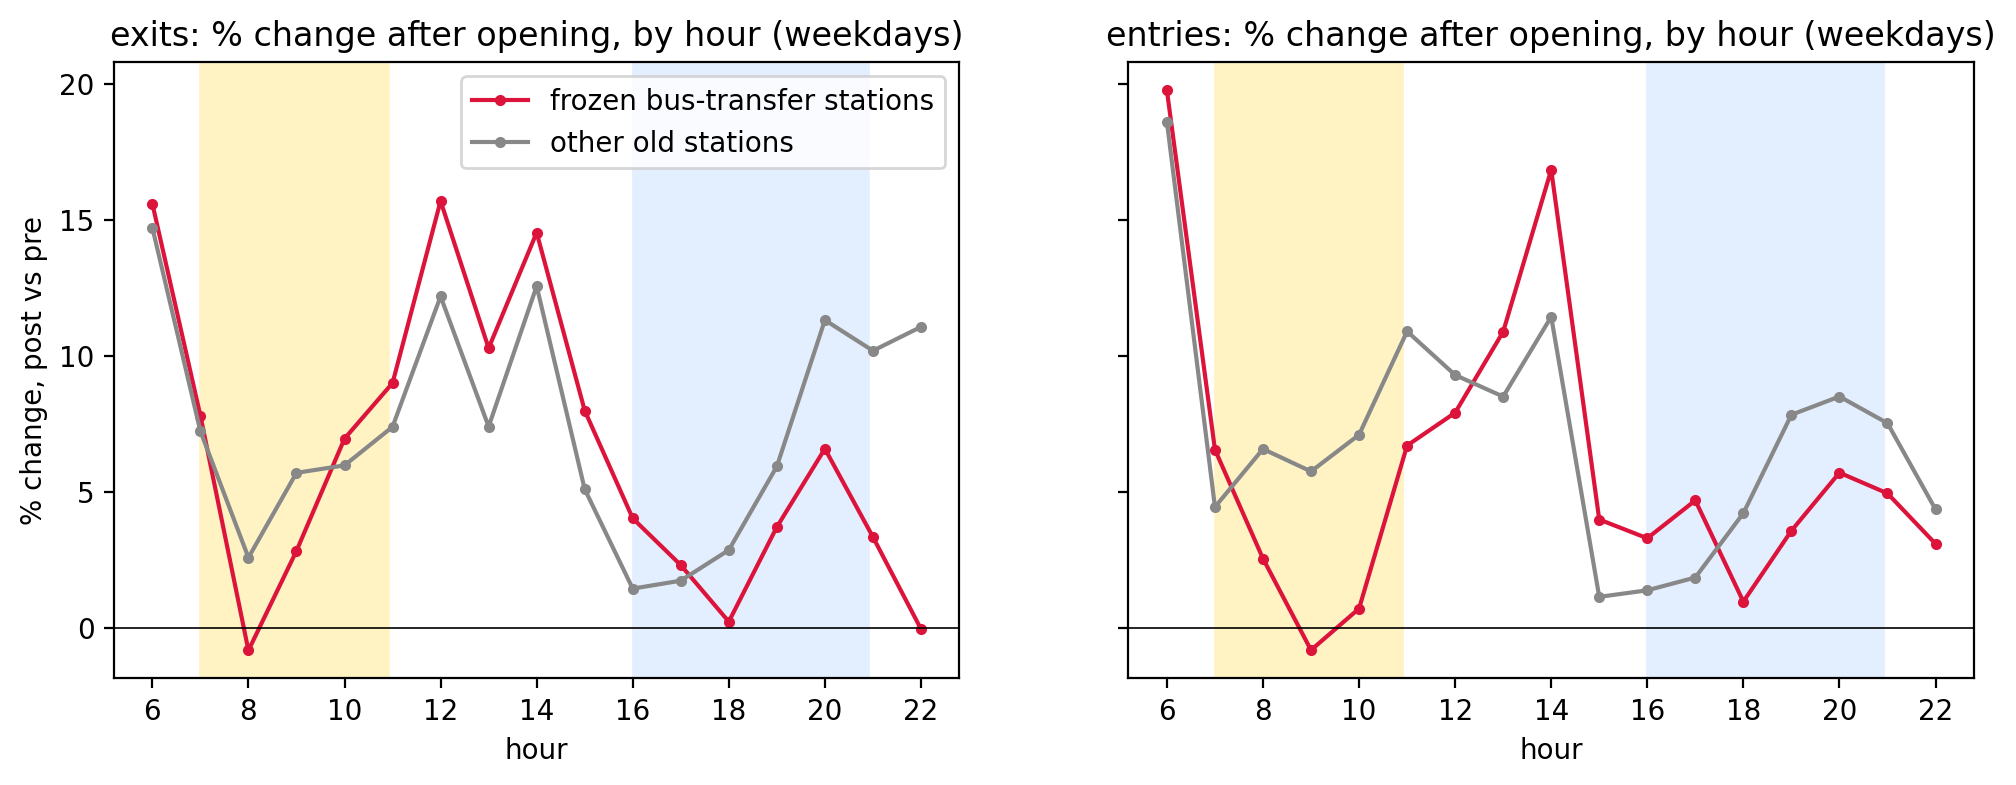 exits: % change after opening, by hour (weekdays)
% change, post vs pre
20
15
10
5
0
frozen bus-transfer stations
other old stations
6 8 10 12 14 16 18 20 22
hour
entries: % change after opening, by hour (weekdays)
6 8 10 12 14 16 18 20 22
hour